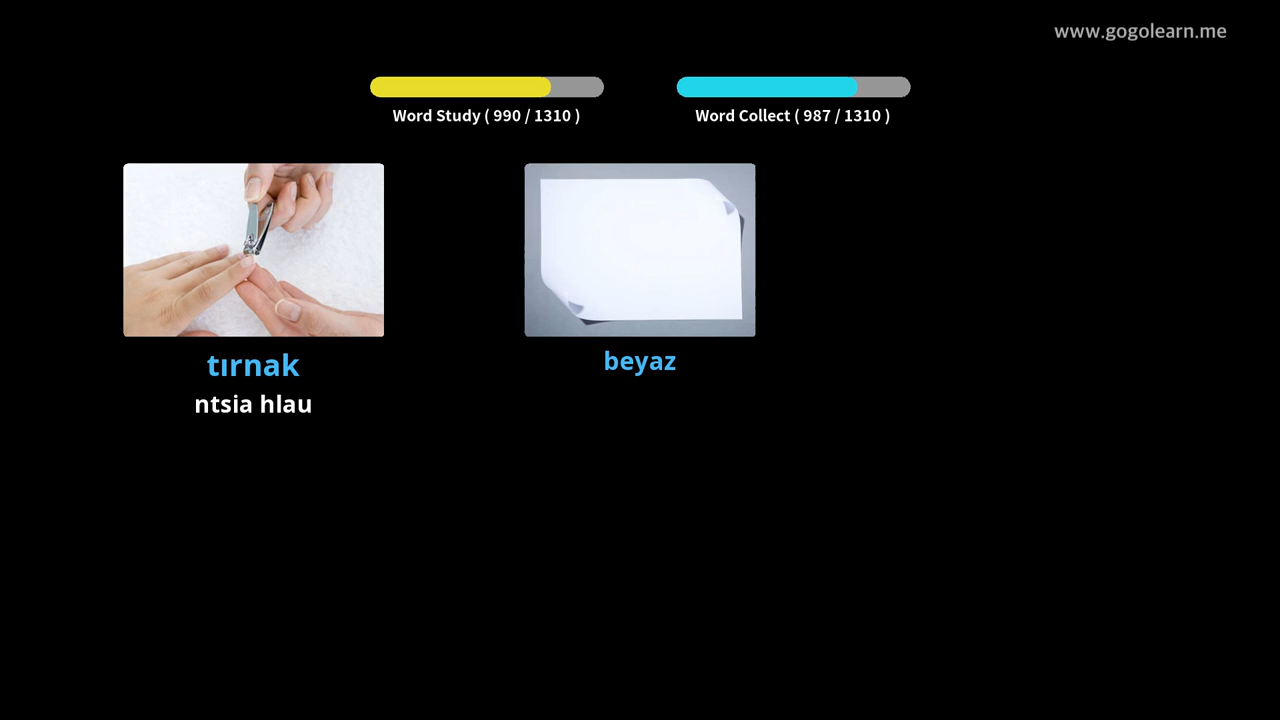 www.gogolearn.me
Word Study ( 990 / 1310 )
Word Collect ( 987 / 1310 )
tırnak
ntsia hlau
beyaz